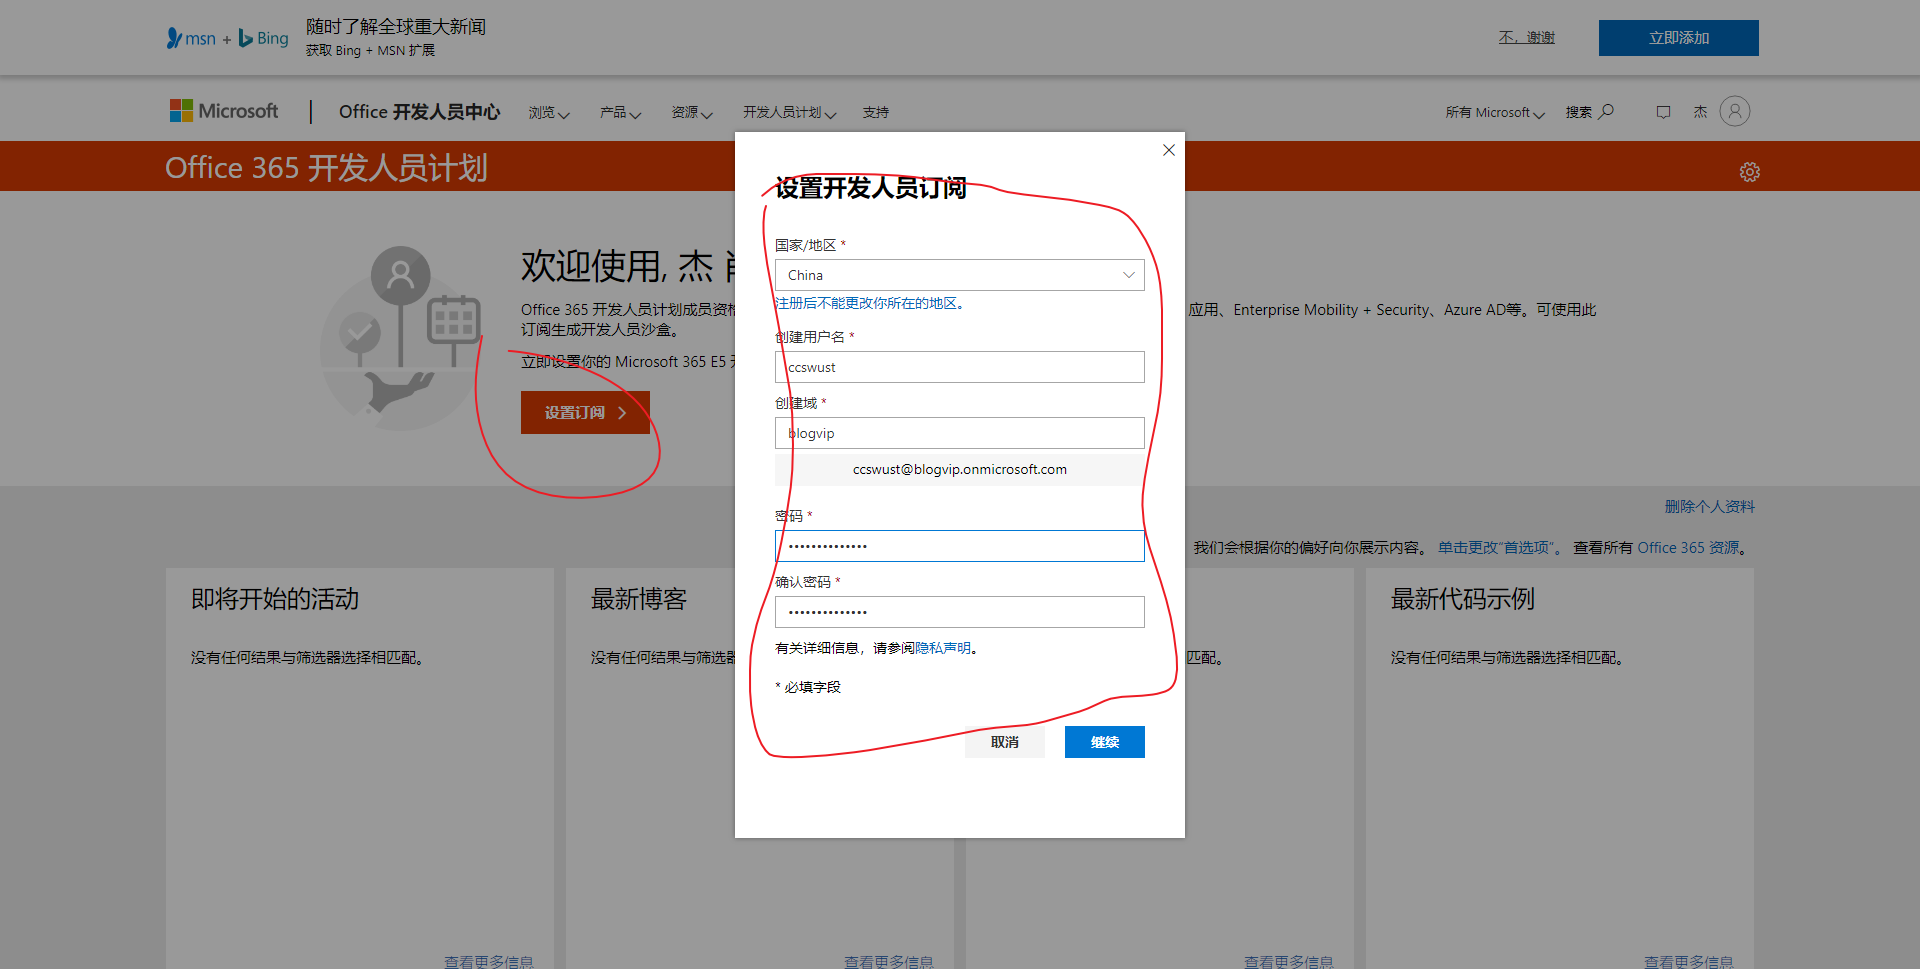 msn + Bing
随时了解全球重大新闻
获取 Bing + MSN 扩展
不，谢谢
立即添加
Microsoft
Office 开发人员中心
浏览
产品
资源
开发人员计划
支持
所有 Microsoft
搜索
杰
Office 365 开发人员计划
欢迎使用, 杰
Office 365 开发人员计划成员资格
应用、Enterprise Mobility + Security、Azure AD等。可使用此
订阅生成开发人员沙盒。
立即设置你的 Microsoft 365 E5
设置订阅
设置开发人员订阅
国家/地区 *
China
注册后不能更改你所在的地区。
创建用户名 *
ccswust
创建域 *
blogvip
ccswust@blogvip.onmicrosoft.com
密码 *
••••••••••••••
确认密码 *
••••••••••••••
有关详细信息，请参阅隐私声明。
* 必填字段
取消
继续
删除个人资料
我们会根据你的偏好向你展示内容。 单击更改“首选项”。 查看所有 Office 365 资源。
即将开始的活动
没有任何结果与筛选器选择相匹配。
查看更多信息
最新博客
没有任何结果与筛选器
查看更多信息
匹配。
查看更多信息
最新代码示例
没有任何结果与筛选器选择相匹配。
查看更多信息